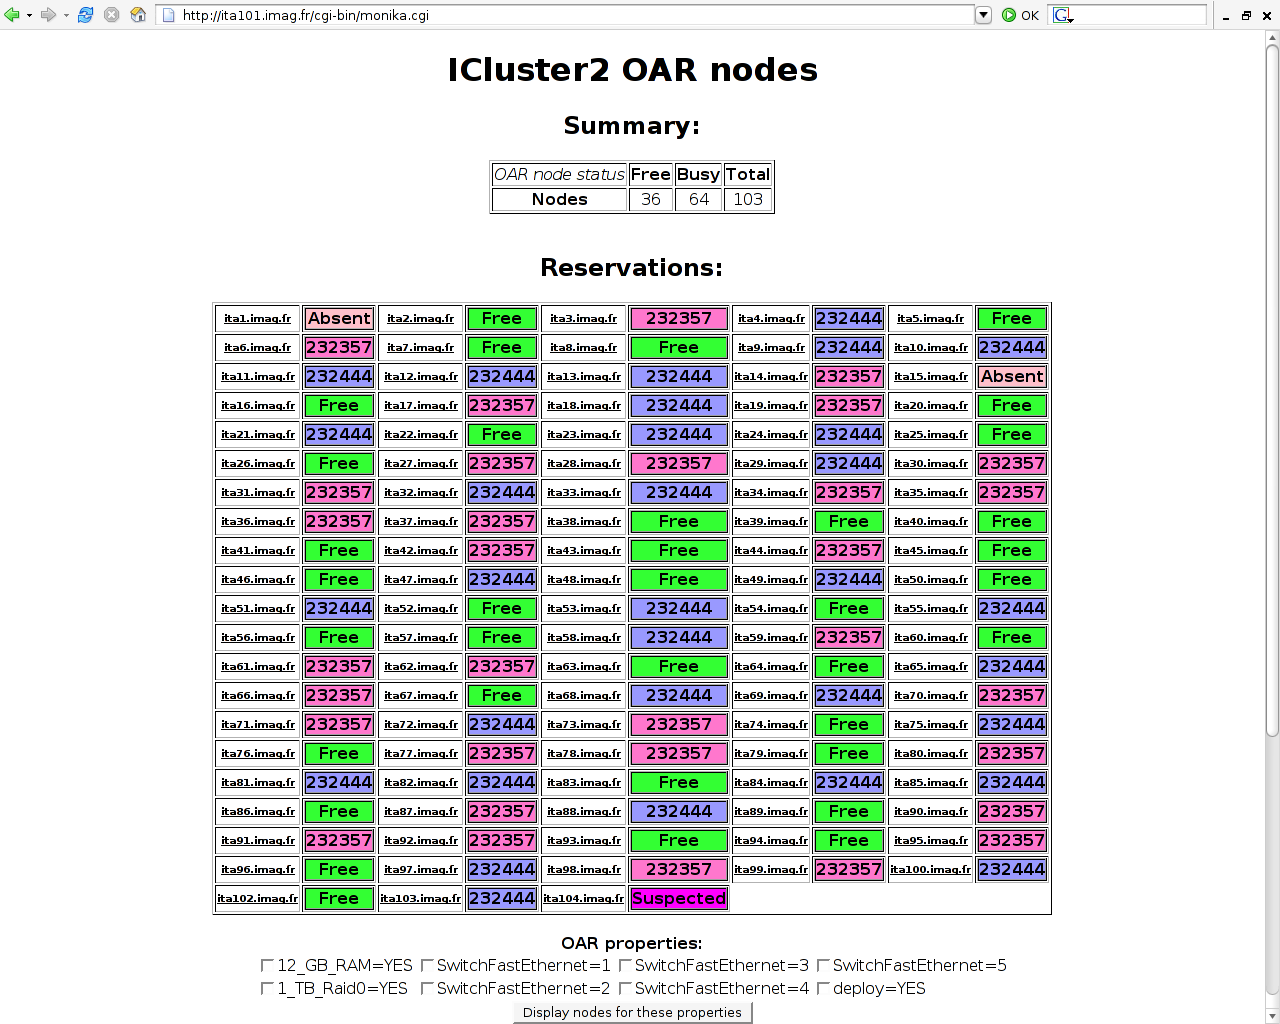 http://ita101.imag.fr/cgi-bin/monika.cgi OK
ICluster2 OAR nodes
Summary:
OAR node status Free Busy Total
Nodes 36 64 103
Reservations:
ita1.imag.fr Absent ita2.imag.fr Free ita3.imag.fr 232357 ita4.imag.fr 232444 ita5.imag.fr Free
ita6.imag.fr 232357 ita7.imag.fr Free ita8.imag.fr Free ita9.imag.fr 232444 ita10.imag.fr 232444
ita11.imag.fr 232444 ita12.imag.fr 232444 ita13.imag.fr 232444 ita14.imag.fr 232357 ita15.imag.fr Absent
ita16.imag.fr Free ita17.imag.fr 232357 ita18.imag.fr 232444 ita19.imag.fr 232357 ita20.imag.fr Free
ita21.imag.fr 232444 ita22.imag.fr Free ita23.imag.fr 232444 ita24.imag.fr 232444 ita25.imag.fr Free
ita26.imag.fr Free ita27.imag.fr 232357 ita28.imag.fr 232357 ita29.imag.fr 232444 ita30.imag.fr 232357
ita31.imag.fr 232357 ita32.imag.fr 232444 ita33.imag.fr 232444 ita34.imag.fr 232357 ita35.imag.fr 232357
ita36.imag.fr 232357 ita37.imag.fr 232357 ita38.imag.fr Free ita39.imag.fr Free ita40.imag.fr Free
ita41.imag.fr Free ita42.imag.fr 232357 ita43.imag.fr Free ita44.imag.fr 232357 ita45.imag.fr Free
ita46.imag.fr Free ita47.imag.fr 232444 ita48.imag.fr Free ita49.imag.fr 232444 ita50.imag.fr Free
ita51.imag.fr 232444 ita52.imag.fr Free ita53.imag.fr 232444 ita54.imag.fr Free ita55.imag.fr 232444
ita56.imag.fr Free ita57.imag.fr Free ita58.imag.fr 232444 ita59.imag.fr 232357 ita60.imag.fr Free
ita61.imag.fr 232357 ita62.imag.fr 232357 ita63.imag.fr Free ita64.imag.fr Free ita65.imag.fr 232444
ita66.imag.fr 232357 ita67.imag.fr Free ita68.imag.fr 232444 ita69.imag.fr 232444 ita70.imag.fr 232357
ita71.imag.fr 232357 ita72.imag.fr 232444 ita73.imag.fr 232357 ita74.imag.fr Free ita75.imag.fr 232444
ita76.imag.fr Free ita77.imag.fr 232357 ita78.imag.fr 232357 ita79.imag.fr Free ita80.imag.fr 232357
ita81.imag.fr 232444 ita82.imag.fr 232444 ita83.imag.fr Free ita84.imag.fr 232444 ita85.imag.fr 232444
ita86.imag.fr Free ita87.imag.fr 232357 ita88.imag.fr 232444 ita89.imag.fr Free ita90.imag.fr 232357
ita91.imag.fr 232357 ita92.imag.fr 232357 ita93.imag.fr Free ita94.imag.fr Free ita95.imag.fr 232357
ita96.imag.fr Free ita97.imag.fr 232444 ita98.imag.fr 232357 ita99.imag.fr 232357 ita100.imag.fr 232444
ita102.imag.fr Free ita103.imag.fr 232444 ita104.imag.fr Suspected
OAR properties:
12_GB_RAM=YES SwitchFastEthernet=1 SwitchFastEthernet=3 SwitchFastEthernet=5
1_TB_Raid0=YES SwitchFastEthernet=2 SwitchFastEthernet=4 deploy=YES
Display nodes for these properties